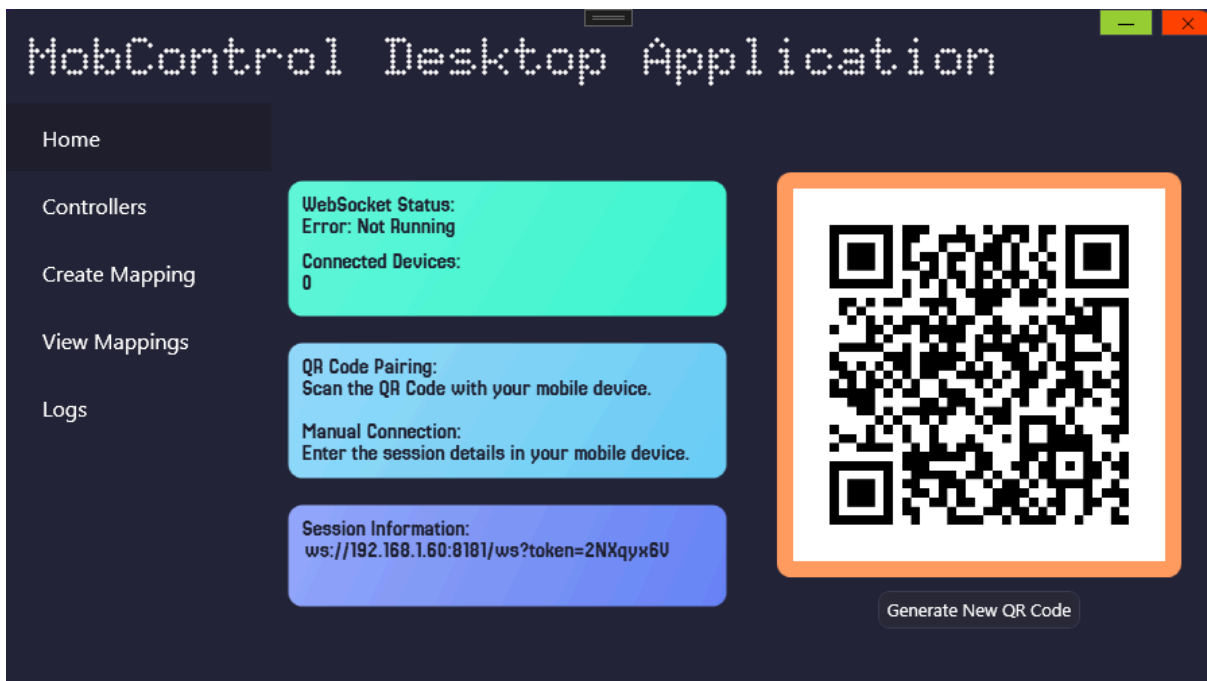 MobControl Desktop Application
Home
Controllers
Create Mapping
View Mappings
Logs
WebSocket Status:
Error: Not Running
Connected Devices:
0
QR Code Pairing:
Scan the QR Code with your mobile device.
Manual Connection:
Enter the session details in your mobile device.
Session Information:
ws://192.168.1.60:8181/ws?token=2NXqyx6V
Generate New QR Code